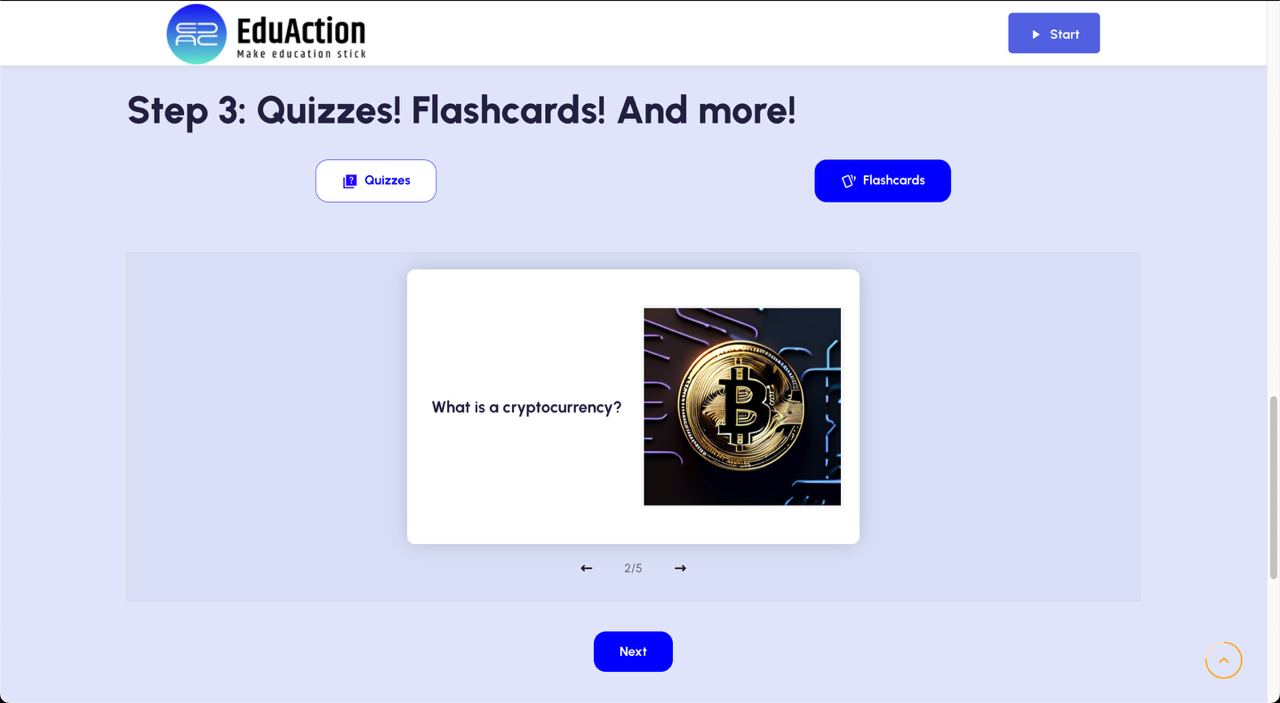 EduAction
Make education stick
Start
Step 3: Quizzes! Flashcards! And more!
Quizzes
Flashcards
What is a cryptocurrency?
2/5
Next